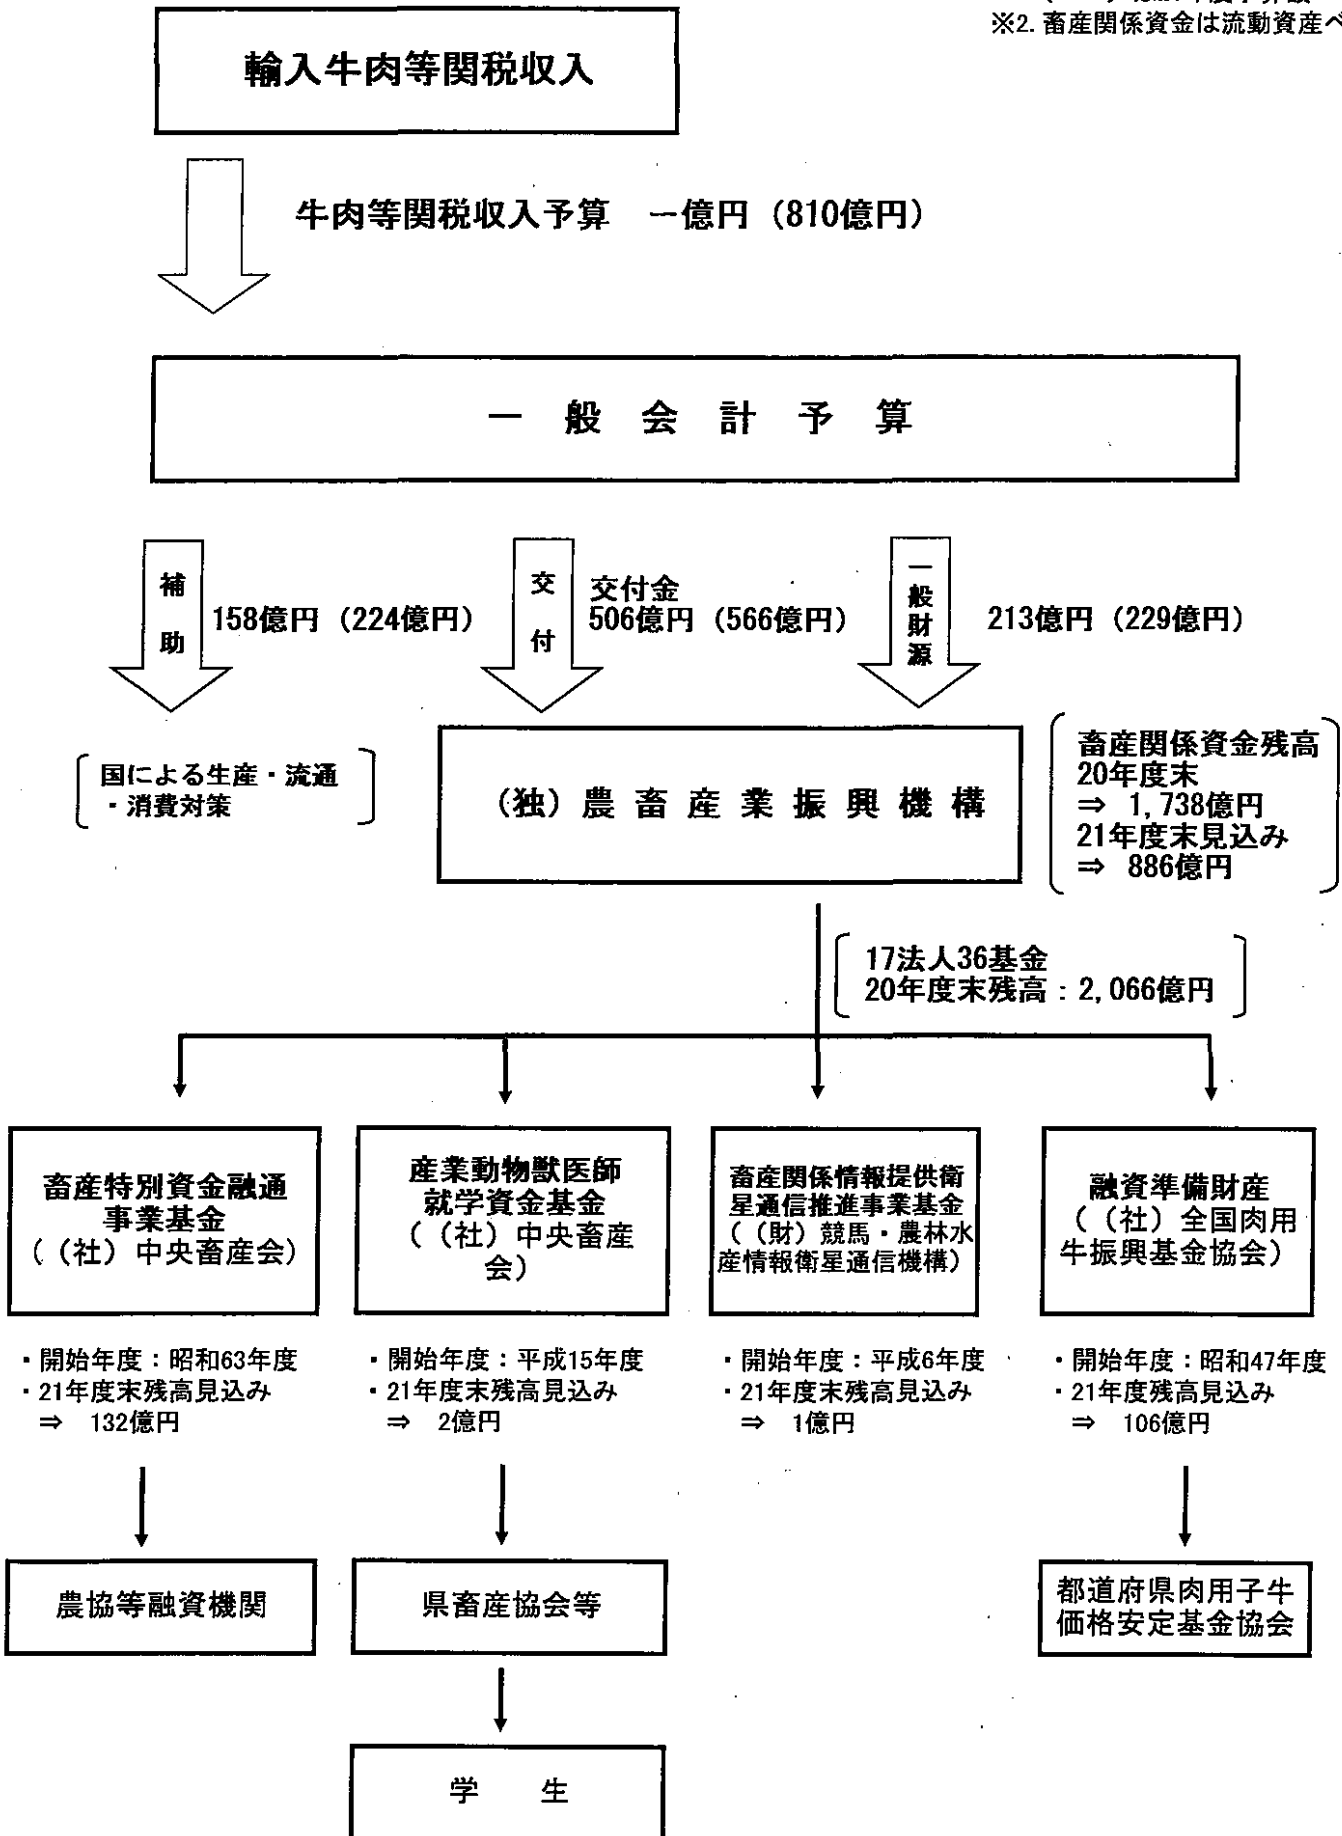 ※2. 畜産関係資金は流動資産ベ
輸入牛肉等関税収入
牛肉等関税収入予算 ー億円（810億円）
一般会計予算
補助
158億円（224億円）
交付
交付金
506億円（566億円）
一般財源
213億円（229億円）
国による生産・流通
・消費対策
（独）農畜産業振興機構
畜産関係資金残高
20年度末
⇒ 1,738億円
21年度末見込み
⇒ 886億円
17法人36基金
20年度末残高：2,066億円
畜産特別資金融通
事業基金
（（社）中央畜産会）
・開始年度：昭和63年度
・21年度末残高見込み
⇒ 132億円
農協等融資機関
産業動物獣医師
就学資金基金
（（社）中央畜産
会）
・開始年度：平成15年度
・21年度末残高見込み
⇒ 2億円
県畜産協会等
学生
畜産関係情報提供衛
星通信推進事業基金
（（財）競馬・農林水
産情報衛星通信機構）
・開始年度：平成6年度
・21年度末残高見込み
⇒ 1億円
融資準備財産
（（社）全国肉用
牛振興基金協会）
・開始年度：昭和47年度
・21年度残高見込み
⇒ 106億円
都道府県肉用子牛
価格安定基金協会